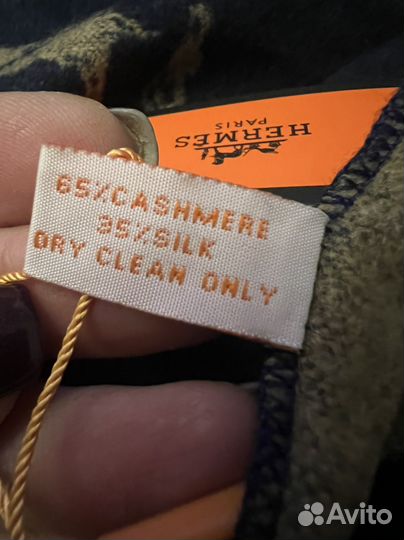 HERMES
PARIS
65%CASHMERE
35%SILK
DRY CLEAN ONLY
Avito